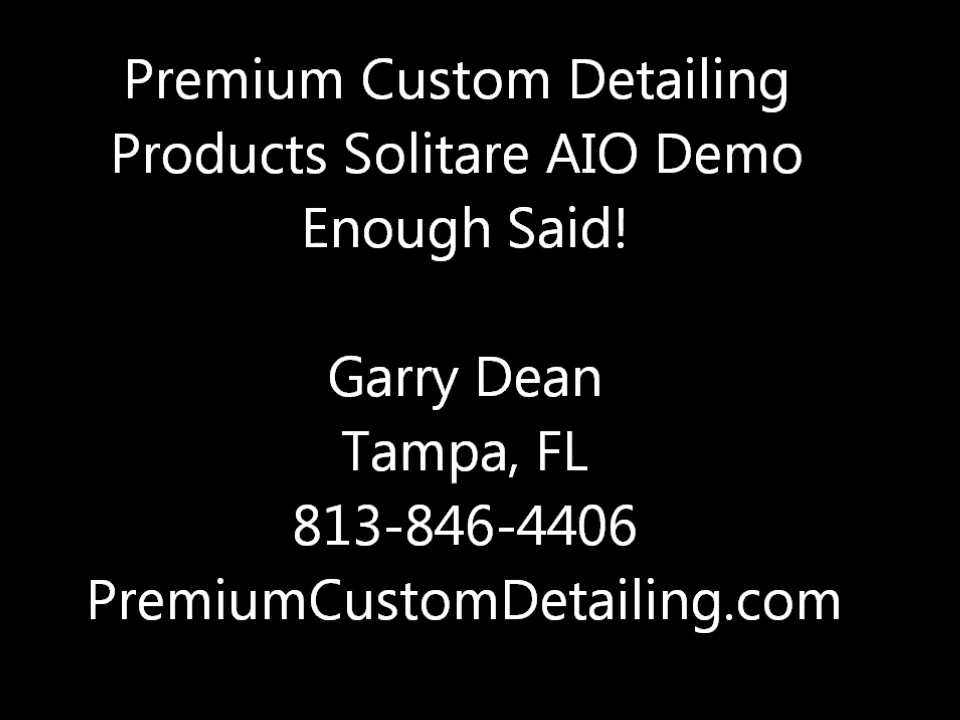 Premium Custom Detailing
Products Solitare AIO Demo
Enough Said!
Garry Dean
Tampa, FL
813-846-4406
PremiumCustomDetailing.com